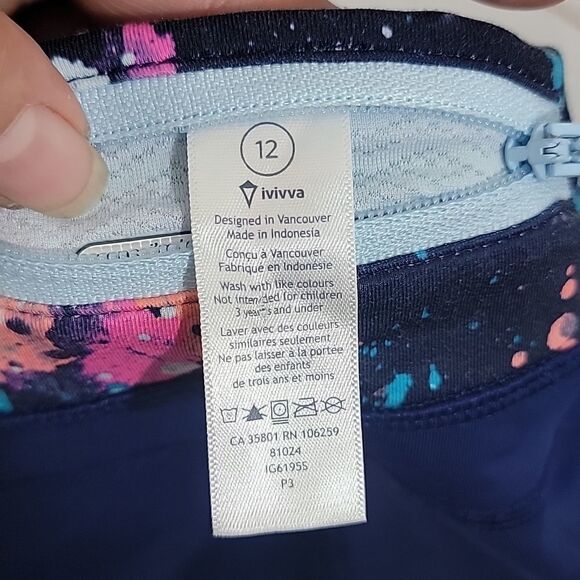 12
ivivva
Designed in Vancouver
Made in Indonesia
Conçu à Vancouver
Fabrique en Indonésie
Wash with like colours
Not intended for children
3 years and under
Laver avec des couleurs
similaires seulement
Ne pas laisser à la portée
des enfants
de trois ans et moins
CA 35801 RN 106259
81024
IG6195S
P3